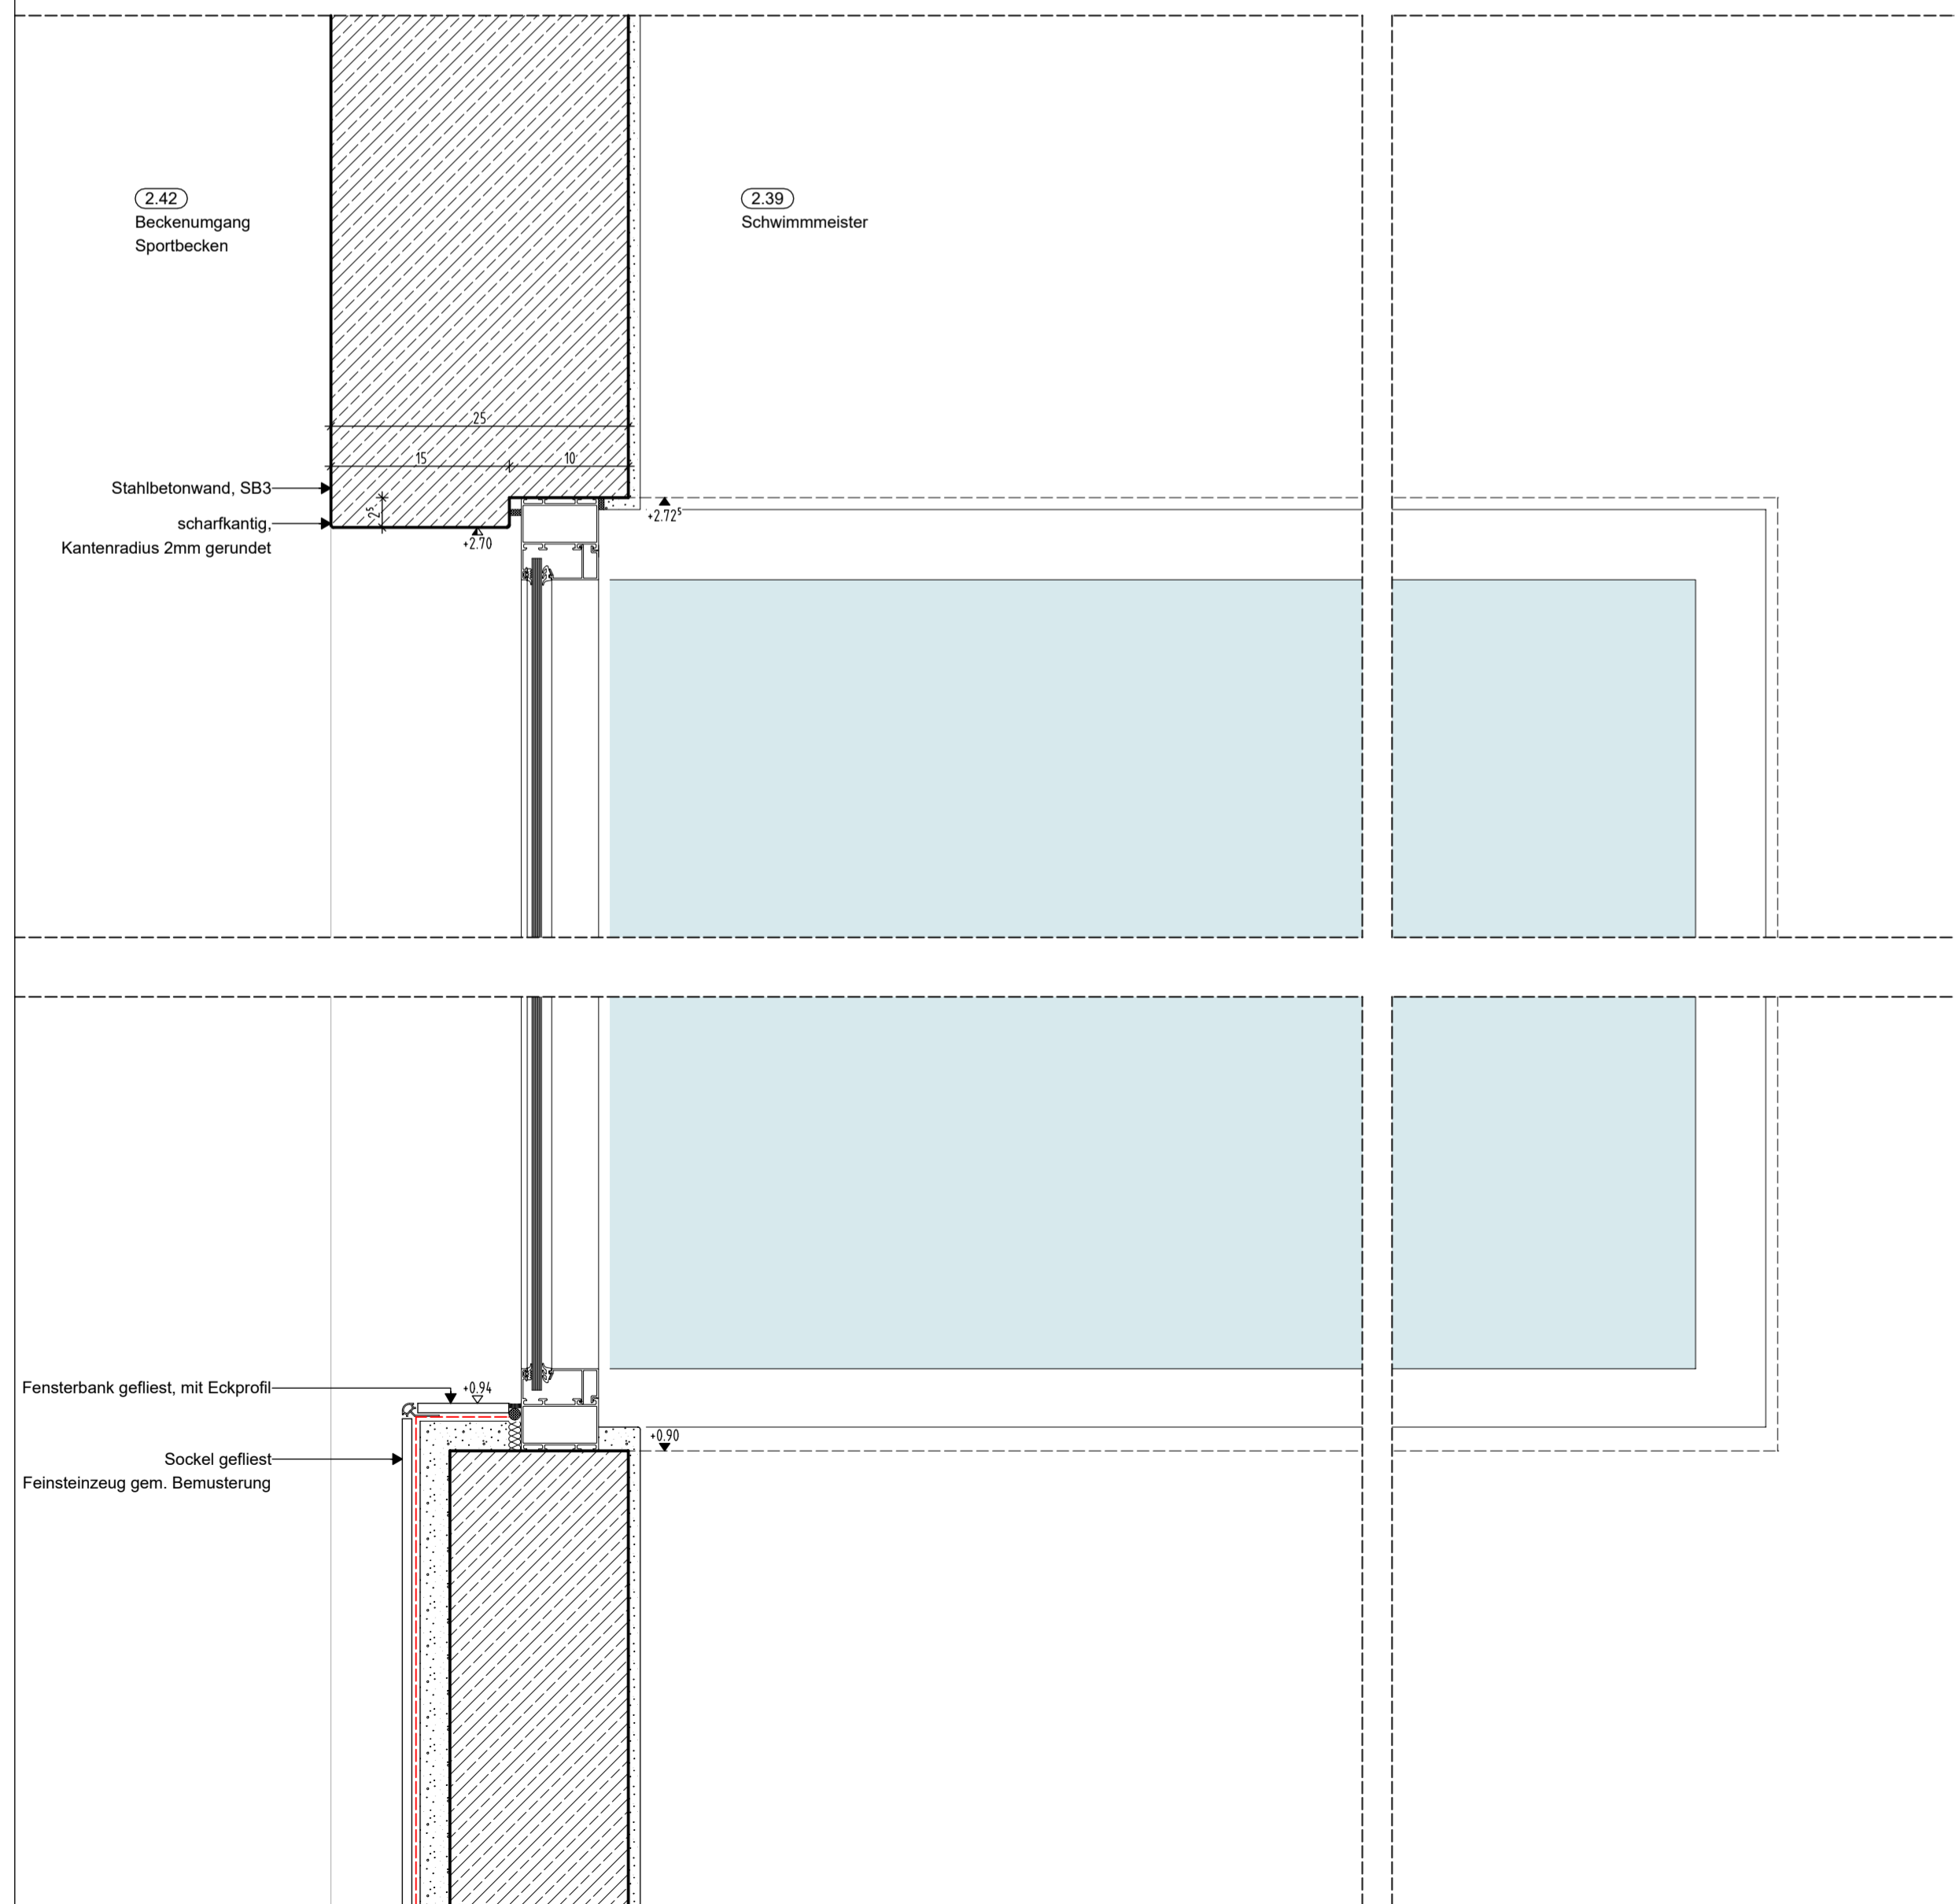 2.42
Beckenumgang
Sportbecken
2.39
Schwimmmeister
25
15
10
Stahlbetonwand, SB3
2⁵
+2.72⁵
scharfkantig,
Kantenradius 2mm gerundet
+2.70
Fensterbank gefliest, mit Eckprofil
+0.94
+0.90
Sockel gefliest
Feinsteinzeug gem. Bemusterung